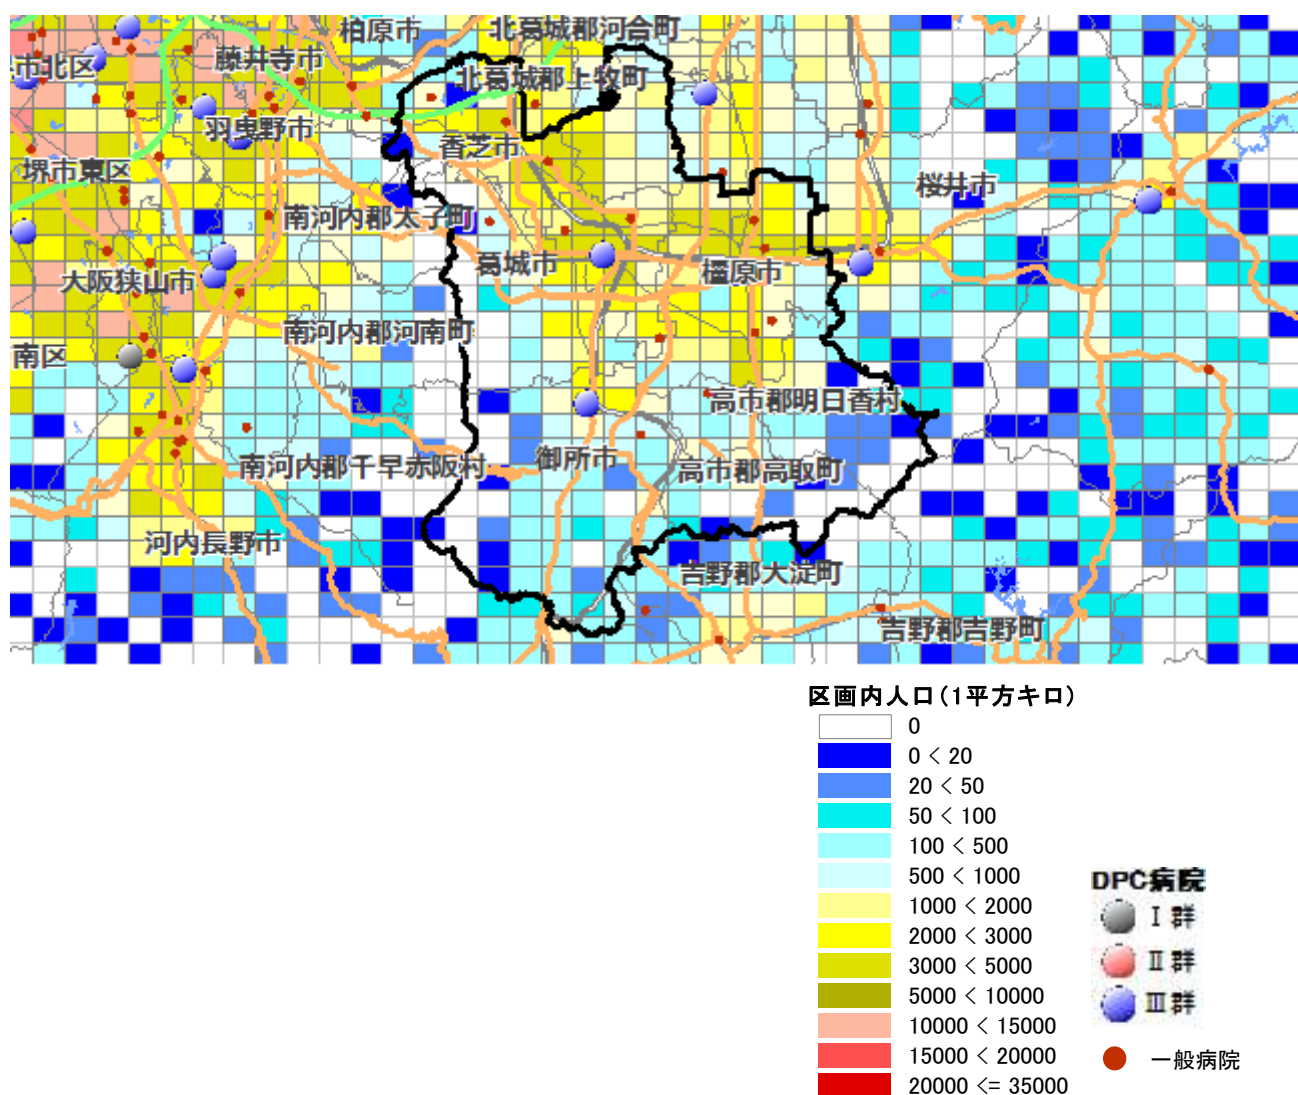 柏原市
北葛城郡河合町
藤井寺市
市北区
北葛城郡上牧町
羽曳野市
香芝市
堺市東区
桜井市
南河内郡太子町
葛城市
橿原市
大阪狭山市
南河内郡河南町
南区
高市郡明日香村
御所市
南河内郡千早赤阪村
高市郡高取町
河内長野市
吉野郡大淀町
吉野郡吉野町
区画内人口(1平方キロ)
0
0 < 20
20 < 50
50 < 100
100 < 500
500 < 1000
1000 < 2000
2000 < 3000
3000 < 5000
5000 < 10000
10000 < 15000
15000 < 20000
20000 <= 35000
DPC病院
Ⅰ群
Ⅱ群
Ⅲ群
一般病院